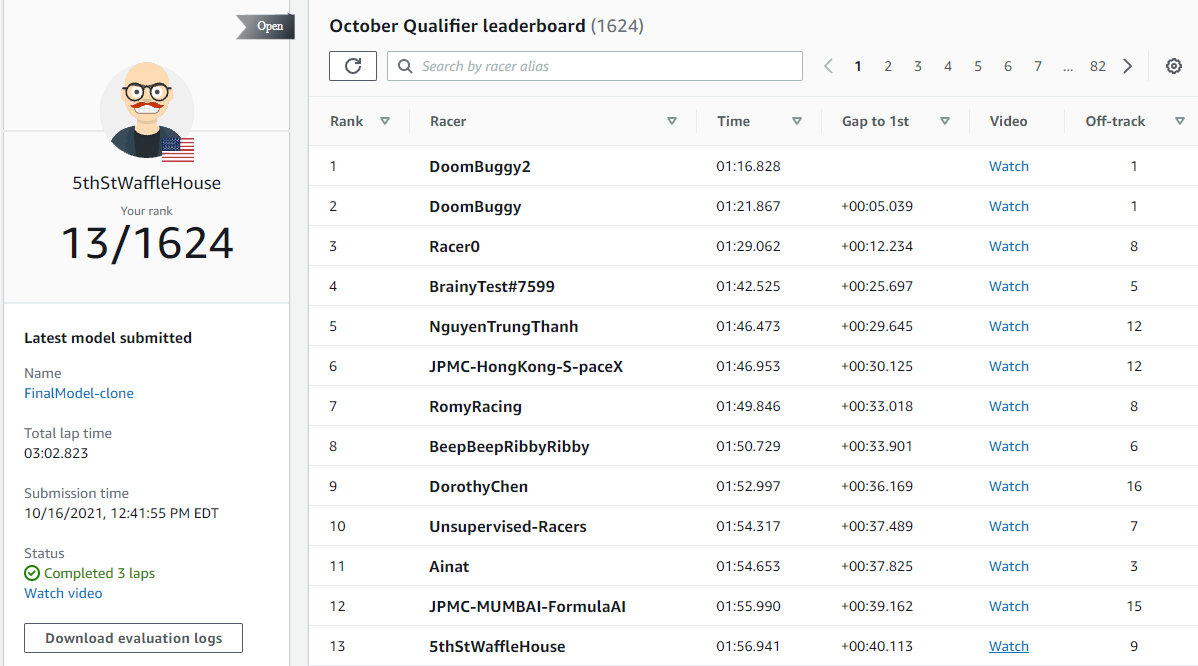 Open
5thStWaffleHouse
Your rank
13/1624
Latest model submitted
Name
FinalModel-clone
Total lap time
03:02.823
Submission time
10/16/2021, 12:41:55 PM EDT
Status
Completed 3 laps
Watch video
Download evaluation logs
October Qualifier leaderboard (1624)
Search by racer alias
1 2 3 4 5 6 7 ... 82
Rank Racer Time Gap to 1st Video Off-track
1 DoomBuggy2 01:16.828 Watch 1
2 DoomBuggy 01:21.867 +00:05.039 Watch 1
3 Racer0 01:29.062 +00:12.234 Watch 8
4 BrainyTest#7599 01:42.525 +00:25.697 Watch 5
5 NguyenTrungThanh 01:46.473 +00:29.645 Watch 12
6 JPMC-HongKong-S-paceX 01:46.953 +00:30.125 Watch 12
7 RomyRacing 01:49.846 +00:33.018 Watch 8
8 BeepBeepRibbyRibby 01:50.729 +00:33.901 Watch 6
9 DorothyChen 01:52.997 +00:36.169 Watch 16
10 Unsupervised-Racers 01:54.317 +00:37.489 Watch 7
11 Ainat 01:54.653 +00:37.825 Watch 3
12 JPMC-MUMBAI-FormulaAI 01:55.990 +00:39.162 Watch 15
13 5thStWaffleHouse 01:56.941 +00:40.113 Watch 9